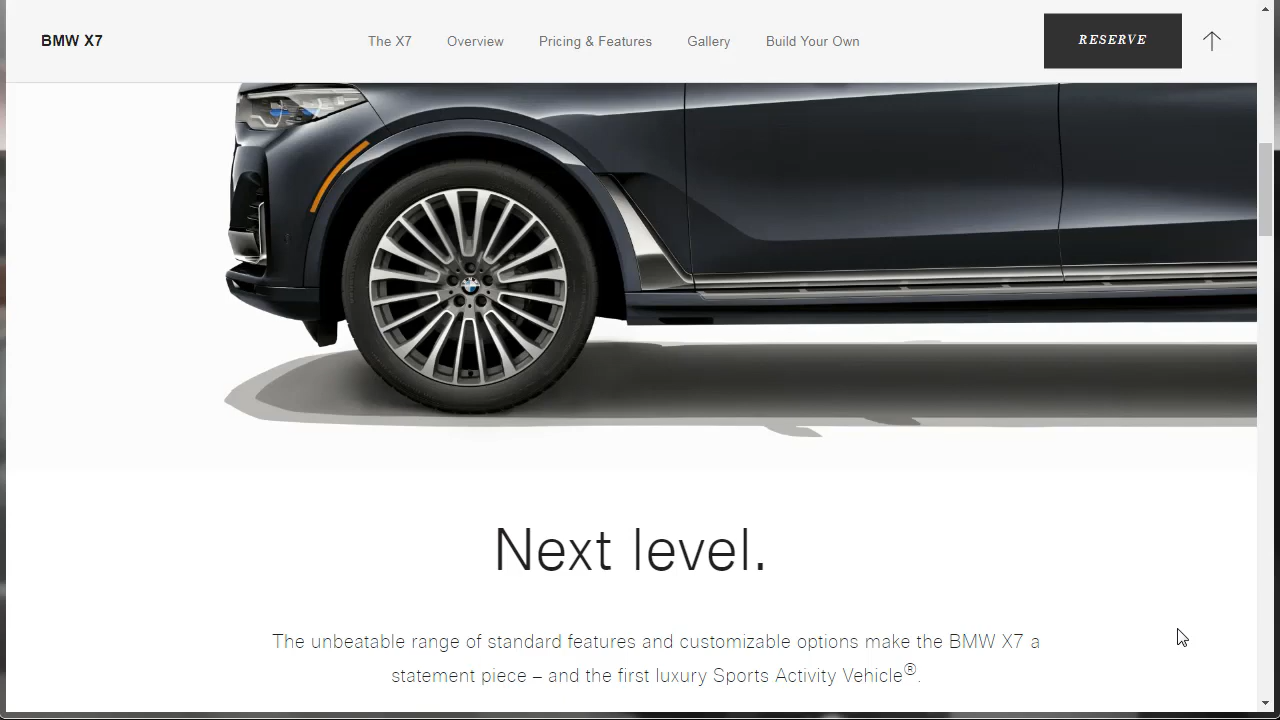 BMW X7
The X7
Overview
Pricing & Features
Gallery
Build Your Own
RESERVE
Next level.
The unbeatable range of standard features and customizable options make the BMW X7 a
statement piece – and the first luxury Sports Activity Vehicle®.